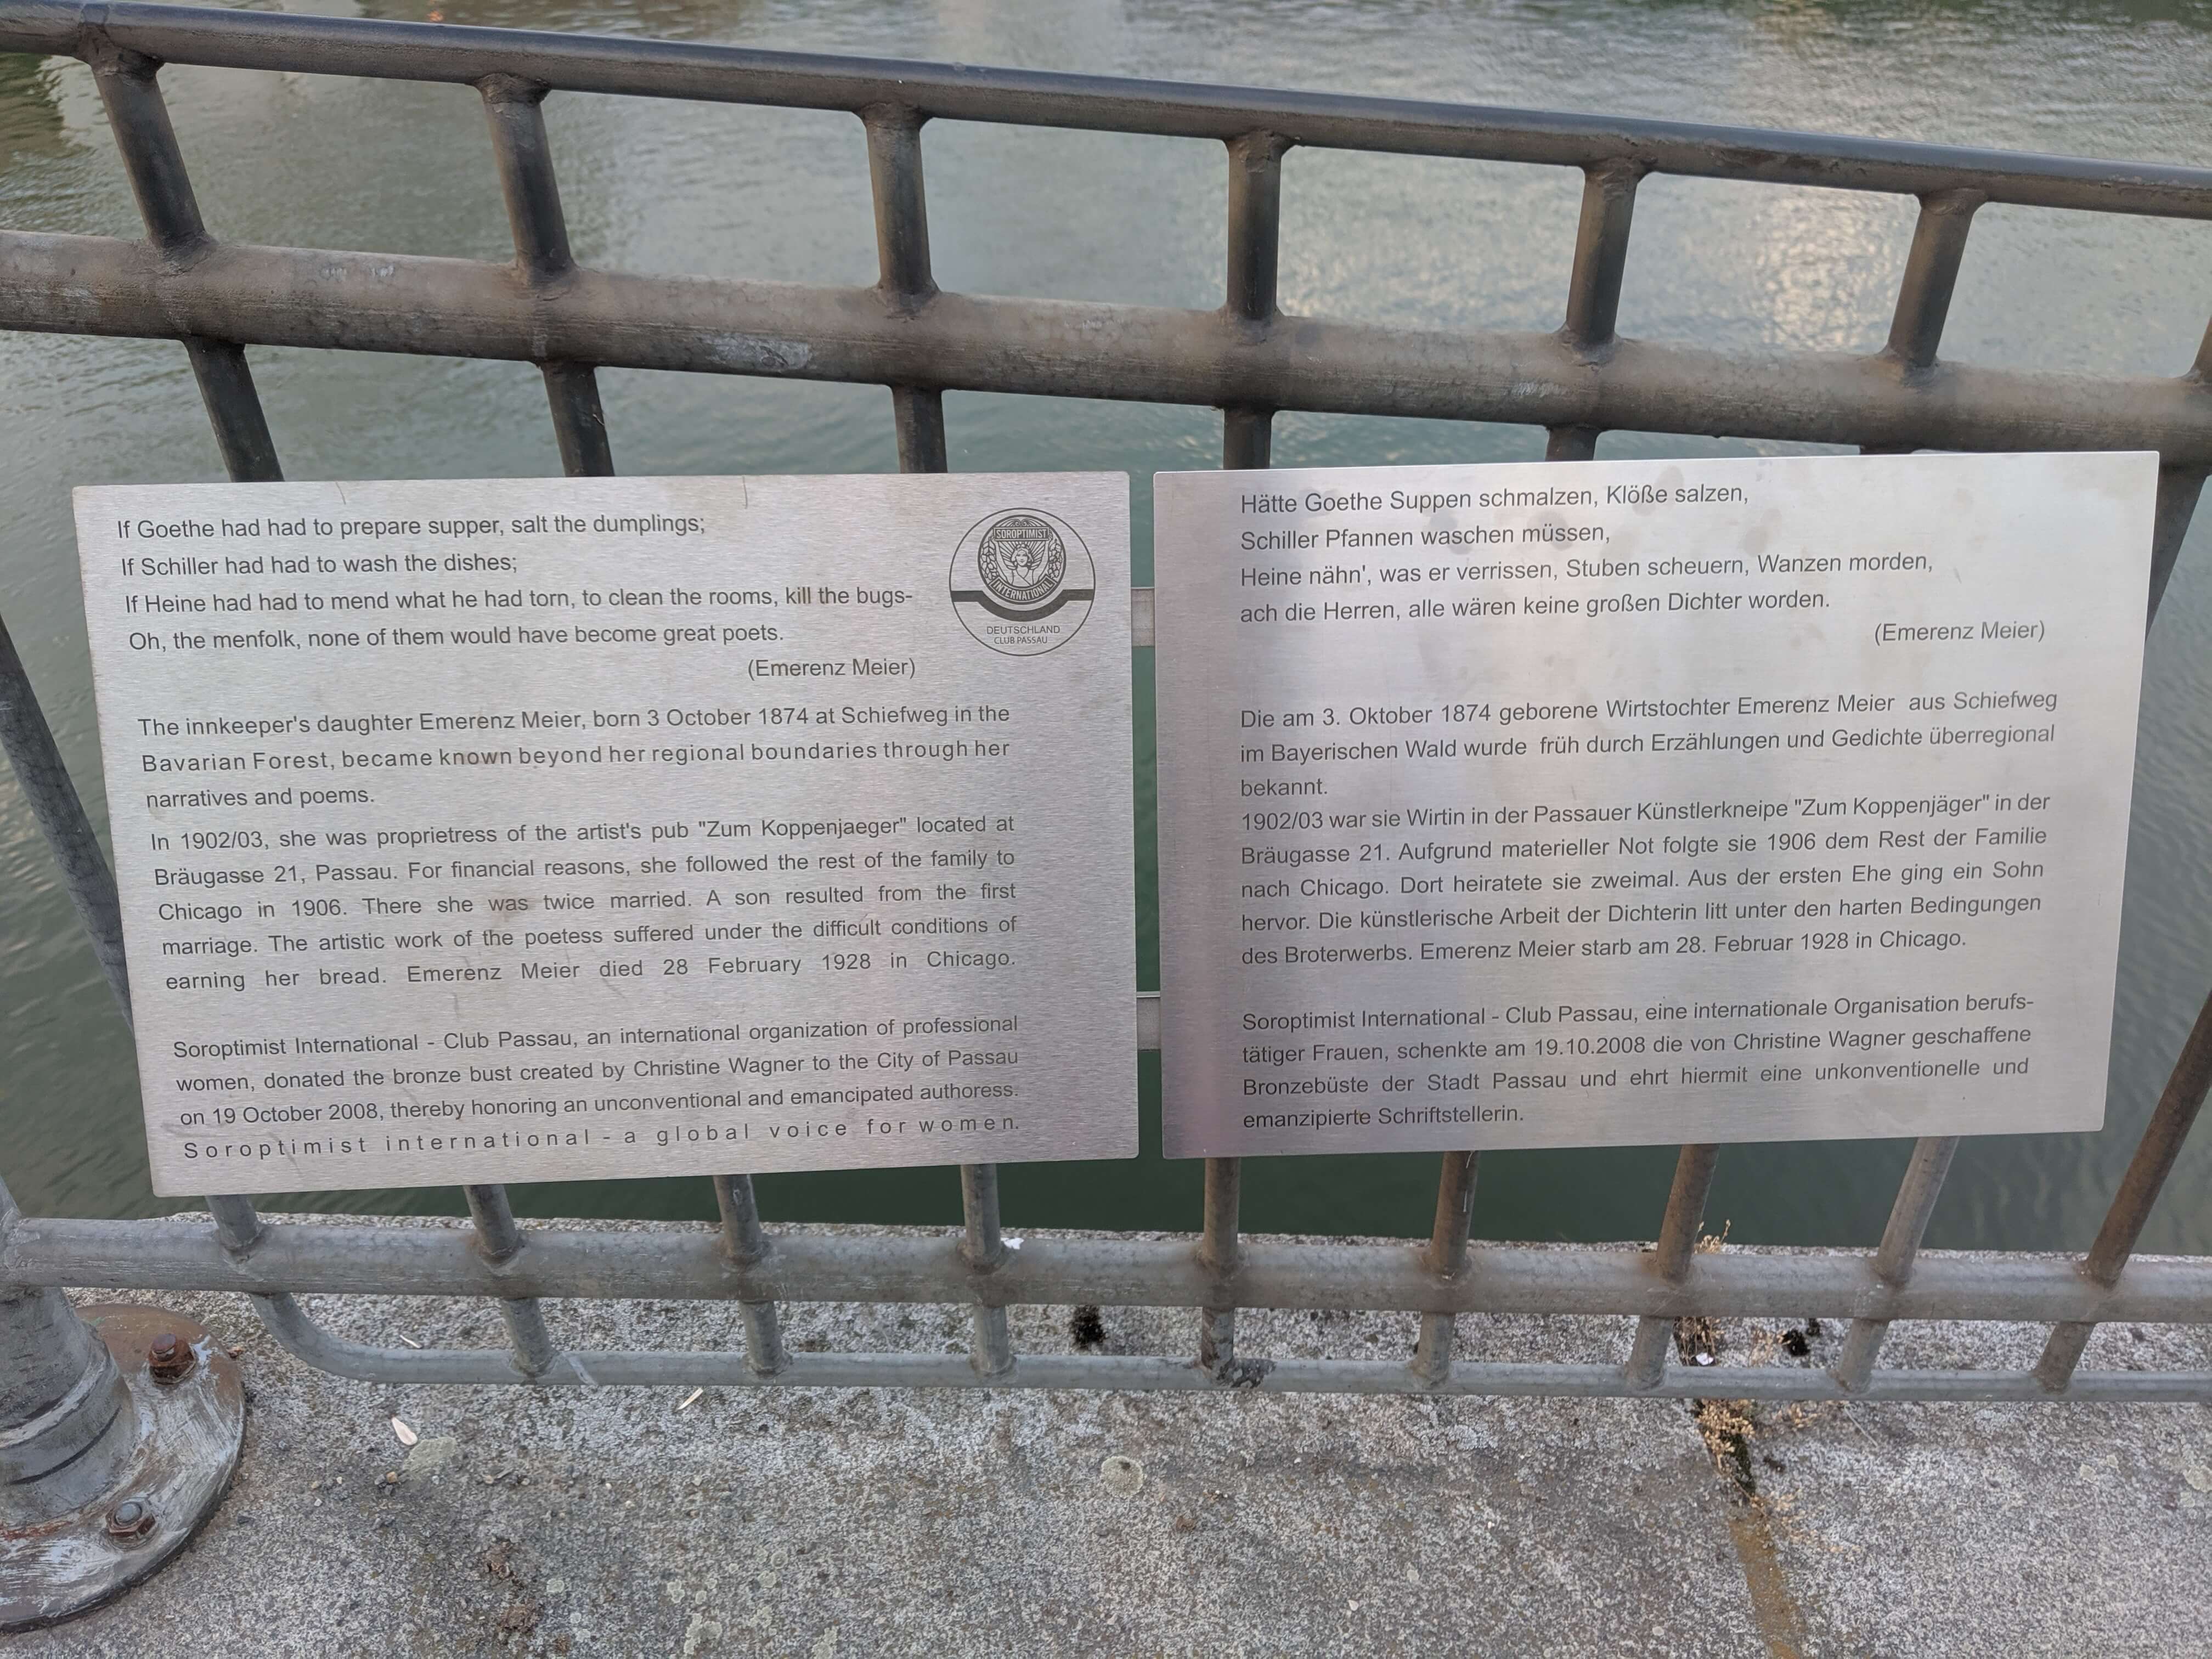 If Goethe had had to prepare supper, salt the dumplings;
If Schiller had had to wash the dishes;
If Heine had had to mend what he had torn, to clean the rooms, kill the bugs-
Oh, the menfolk, none of them would have become great poets.
(Emerenz Meier)
SOROPTIMIST
INTERNATIONAL
DEUTSCHLAND
CLUB PASSAU
The innkeeper's daughter Emerenz Meier, born 3 October 1874 at Schiefweg in the
Bavarian Forest, became known beyond her regional boundaries through her
narratives and poems.
In 1902/03, she was proprietress of the artist's pub "Zum Koppenjaeger" located at
Bräugasse 21, Passau. For financial reasons, she followed the rest of the family to
Chicago in 1906. There she was twice married. A son resulted from the first
marriage. The artistic work of the poetess suffered under the difficult conditions of
earning her bread. Emerenz Meier died 28 February 1928 in Chicago.
Soroptimist International - Club Passau, an international organization of professional
women, donated the bronze bust created by Christine Wagner to the City of Passau
on 19 October 2008, thereby honoring an unconventional and emancipated authoress.
Soroptimist international - a global voice for women.
Hätte Goethe Suppen schmalzen, Klöße salzen,
Schiller Pfannen waschen müssen,
Heine nähn', was er verrissen, Stuben scheuern, Wanzen morden,
ach die Herren, alle wären keine großen Dichter worden.
(Emerenz Meier)
Die am 3. Oktober 1874 geborene Wirtstochter Emerenz Meier aus Schiefweg
im Bayerischen Wald wurde früh durch Erzählungen und Gedichte überregional
bekannt.
1902/03 war sie Wirtin in der Passauer Künstlerkneipe "Zum Koppenjäger" in der
Bräugasse 21. Aufgrund materieller Not folgte sie 1906 dem Rest der Familie
nach Chicago. Dort heiratete sie zweimal. Aus der ersten Ehe ging ein Sohn
hervor. Die künstlerische Arbeit der Dichterin litt unter den harten Bedingungen
des Broterwerbs. Emerenz Meier starb am 28. Februar 1928 in Chicago.
Soroptimist International - Club Passau, eine internationale Organisation berufs-
tätiger Frauen, schenkte am 19.10.2008 die von Christine Wagner geschaffene
Bronzebüste der Stadt Passau und ehrt hiermit eine unkonventionelle und
emanzipierte Schriftstellerin.